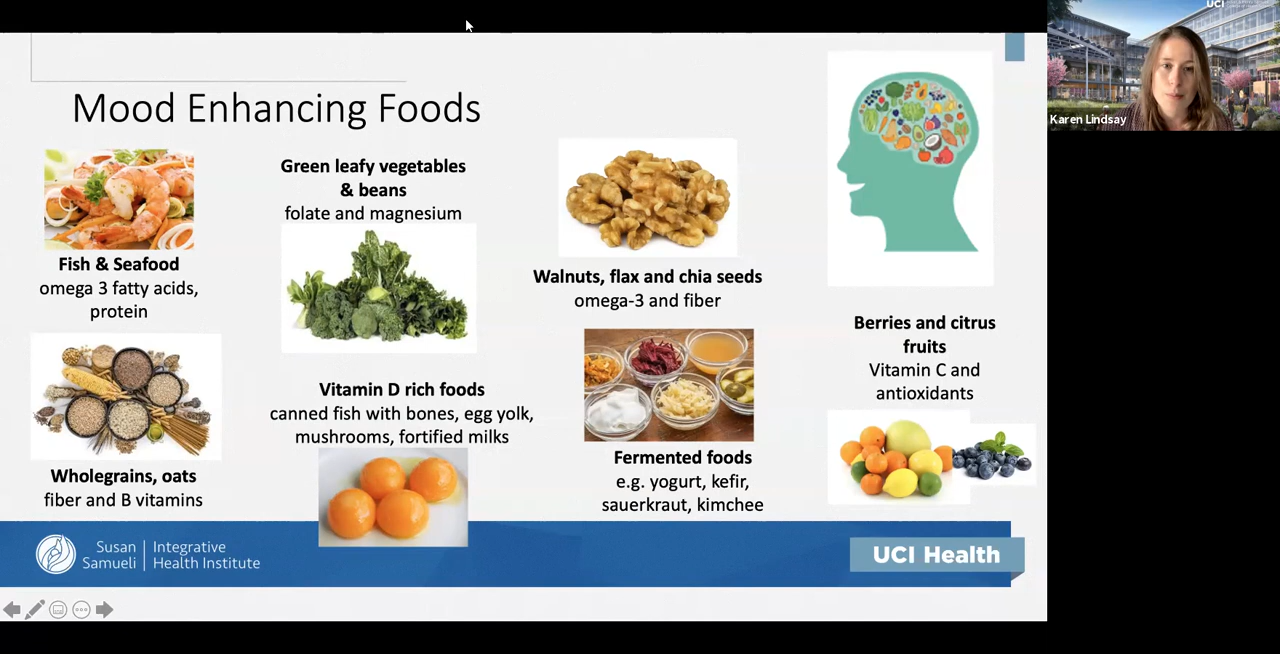 Mood Enhancing Foods
Fish & Seafood
omega 3 fatty acids,
protein
Wholegrains, oats
fiber and B vitamins
Green leafy vegetables
& beans
folate and magnesium
Vitamin D rich foods
canned fish with bones, egg yolk,
mushrooms, fortified milks
Walnuts, flax and chia seeds
omega-3 and fiber
Fermented foods
e.g. yogurt, kefir,
sauerkraut, kimchee
Berries and citrus
fruits
Vitamin C and
antioxidants
Susan
Samueli
Integrative
Health Institute
UCI Health
UCI
Karen Lindsay